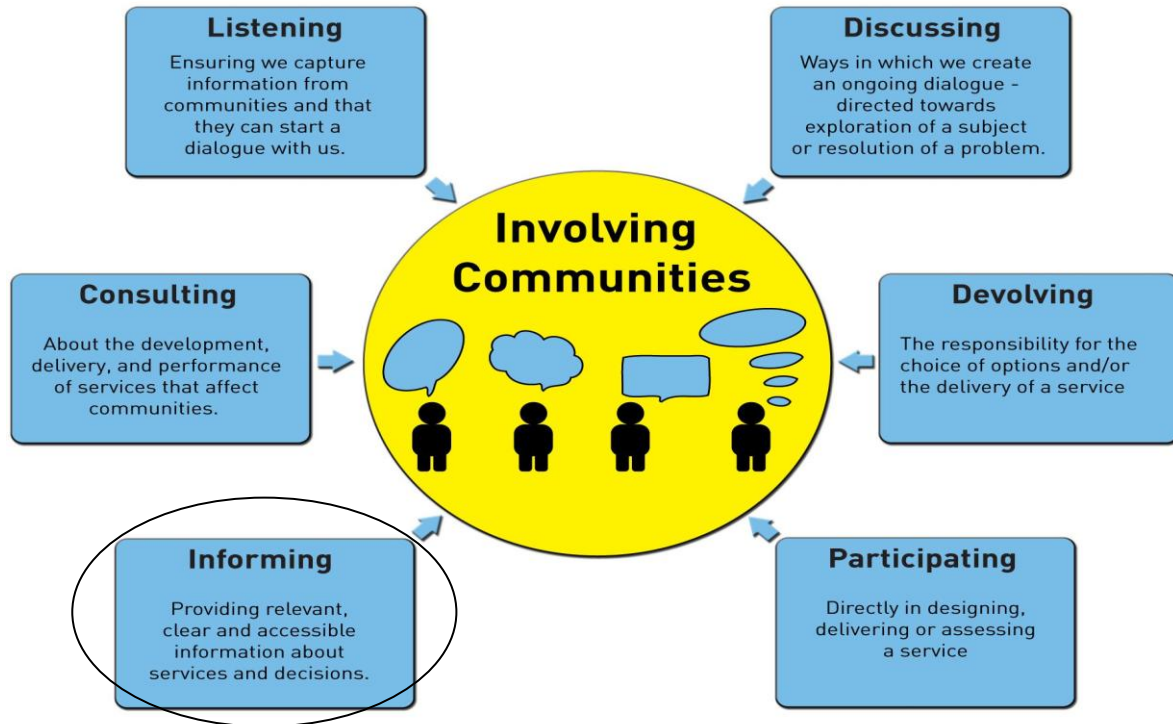 Listening
Ensuring we capture
information from
communities and that
they can start a
dialogue with us.
Discussing
Ways in which we create
an ongoing dialogue -
directed towards
exploration of a subject
or resolution of a problem.
Involving
Communities
Consulting
About the development,
delivery, and performance
of services that affect
communities.
Devolving
The responsibility for the
choice of options and/or
the delivery of a service
Informing
Providing relevant,
clear and accessible
information about
services and decisions.
Participating
Directly in designing,
delivering or assessing
a service